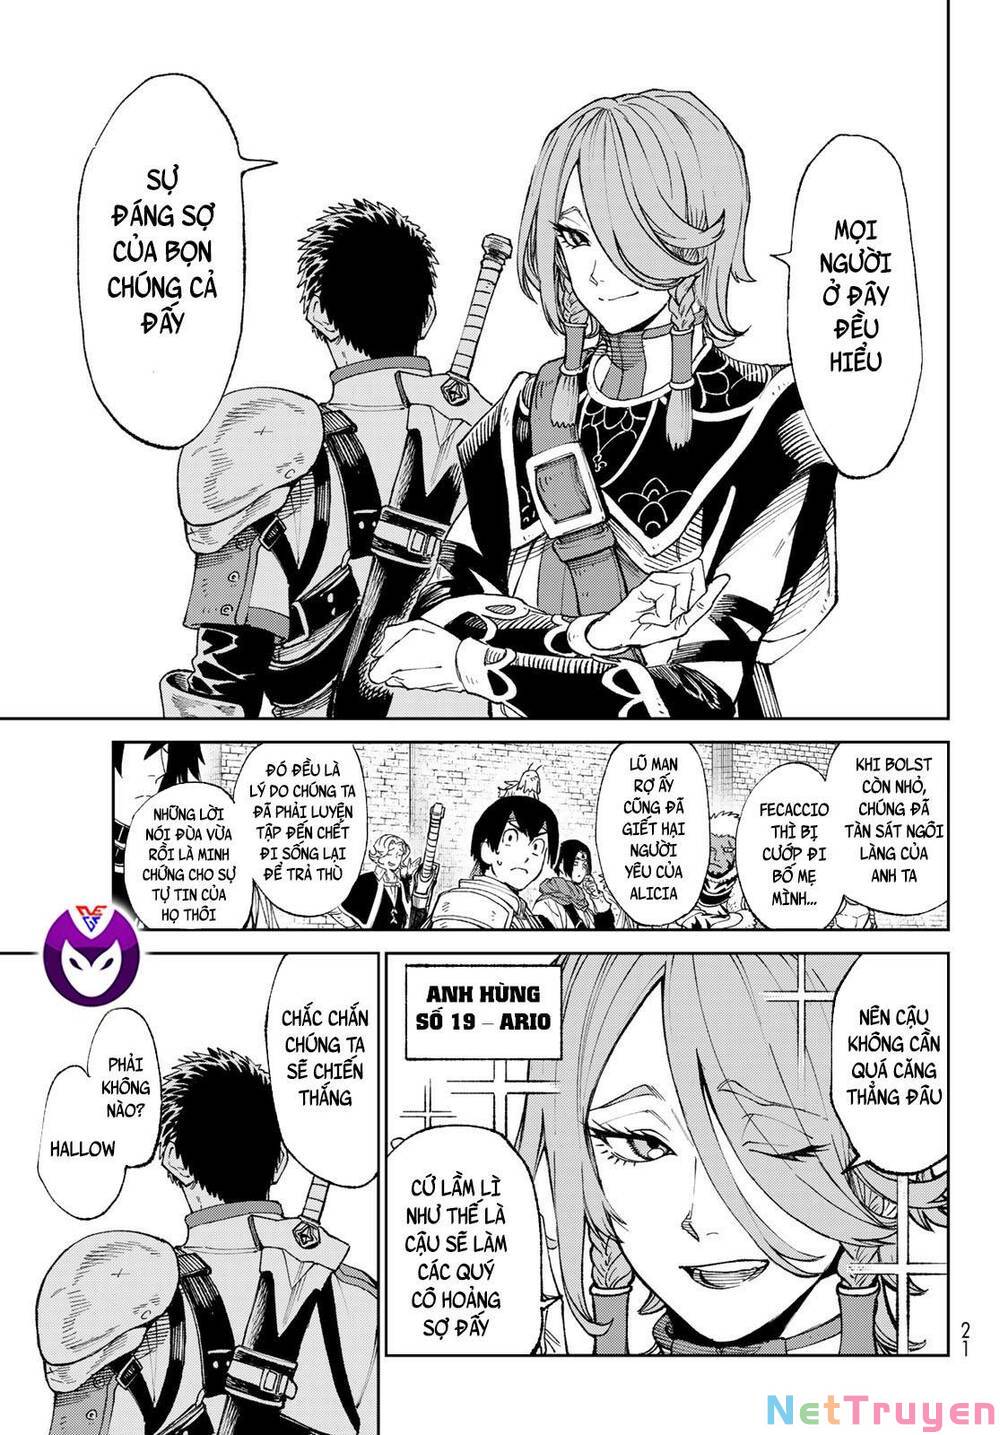 MỌI
NGƯỜI
Ở ĐÂY
ĐỀU
HIỂU
SỰ
ĐÁNG SỢ
CỦA BỌN
CHÚNG CẢ
ĐẤY
KHI BOLST
CÒN NHỎ,
CHÚNG ĐÃ
TÀN SÁT NGÔI
LÀNG CỦA
ANH TA
FECACCIO
THÌ BỊ
CƯỚP ĐI
BỐ MẸ
MÌNH...
LŨ MAN
RỢ ẤY
CŨNG ĐÃ
GIẾT HẠI
NGƯỜI
YÊU CỦA
ALICIA
ĐÓ ĐỀU LÀ
LÝ DO CHÚNG TA
ĐÃ PHẢI LUYỆN
TẬP ĐẾN CHẾT
ĐI SỐNG LẠI
ĐỂ TRẢ THÙ
NHỮNG LỜI
NÓI ĐÙA VỪA
RỒI LÀ MINH
CHỨNG CHO SỰ
TỰ TIN CỦA
HỌ THÔI
NÊN CẬU
KHÔNG CẦN
QUÁ CĂNG
THẲNG ĐÂU
ANH HÙNG
SỐ 19 – ARIO
CỨ LẦM LÌ
NHƯ THẾ LÀ
CẬU SẼ LÀM
CÁC QUÝ
CÔ HOẢNG
SỢ ĐẤY
CHẮC CHẮN
CHÚNG TA
SẼ CHIẾN
THẮNG
PHẢI
KHÔNG
NÀO?
HALLOW
21
NetTruyen